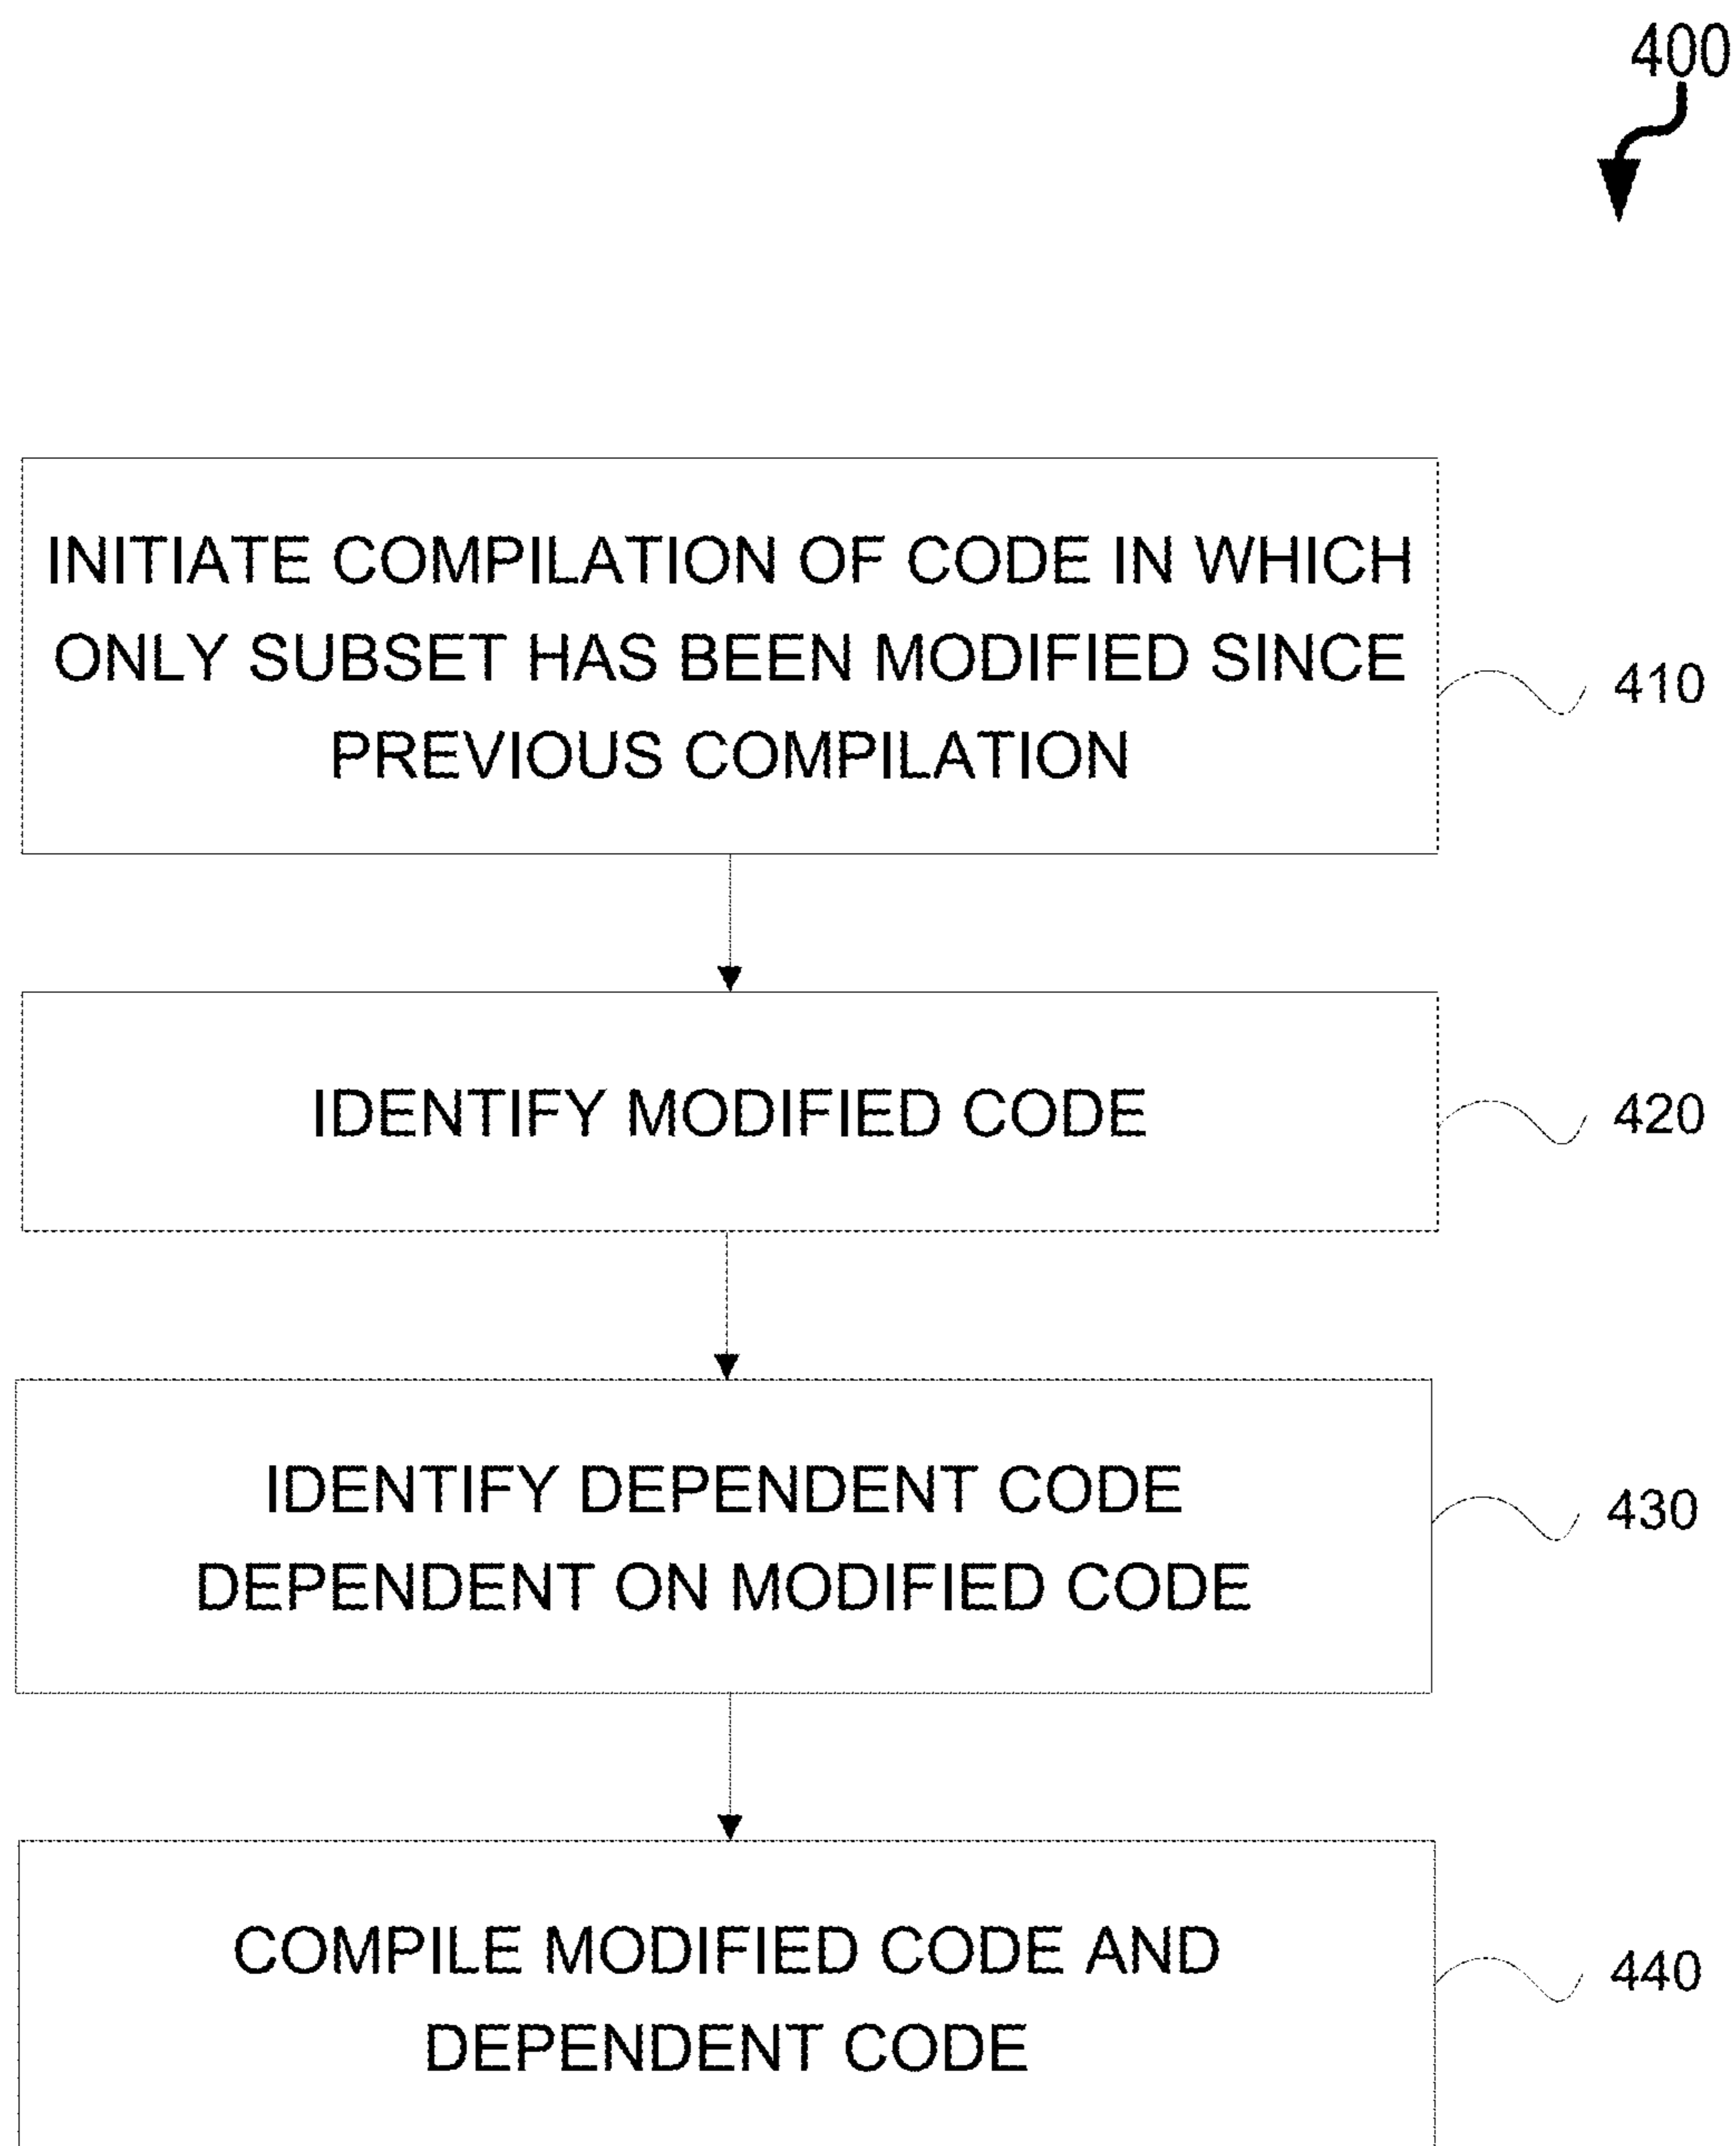 400
INITIATE COMPILATION OF CODE IN WHICH
ONLY SUBSET HAS BEEN MODIFIED SINCE
PREVIOUS COMPILATION
410
IDENTIFY MODIFIED CODE
420
IDENTIFY DEPENDENT CODE
DEPENDENT ON MODIFIED CODE
430
COMPILE MODIFIED CODE AND
DEPENDENT CODE
440